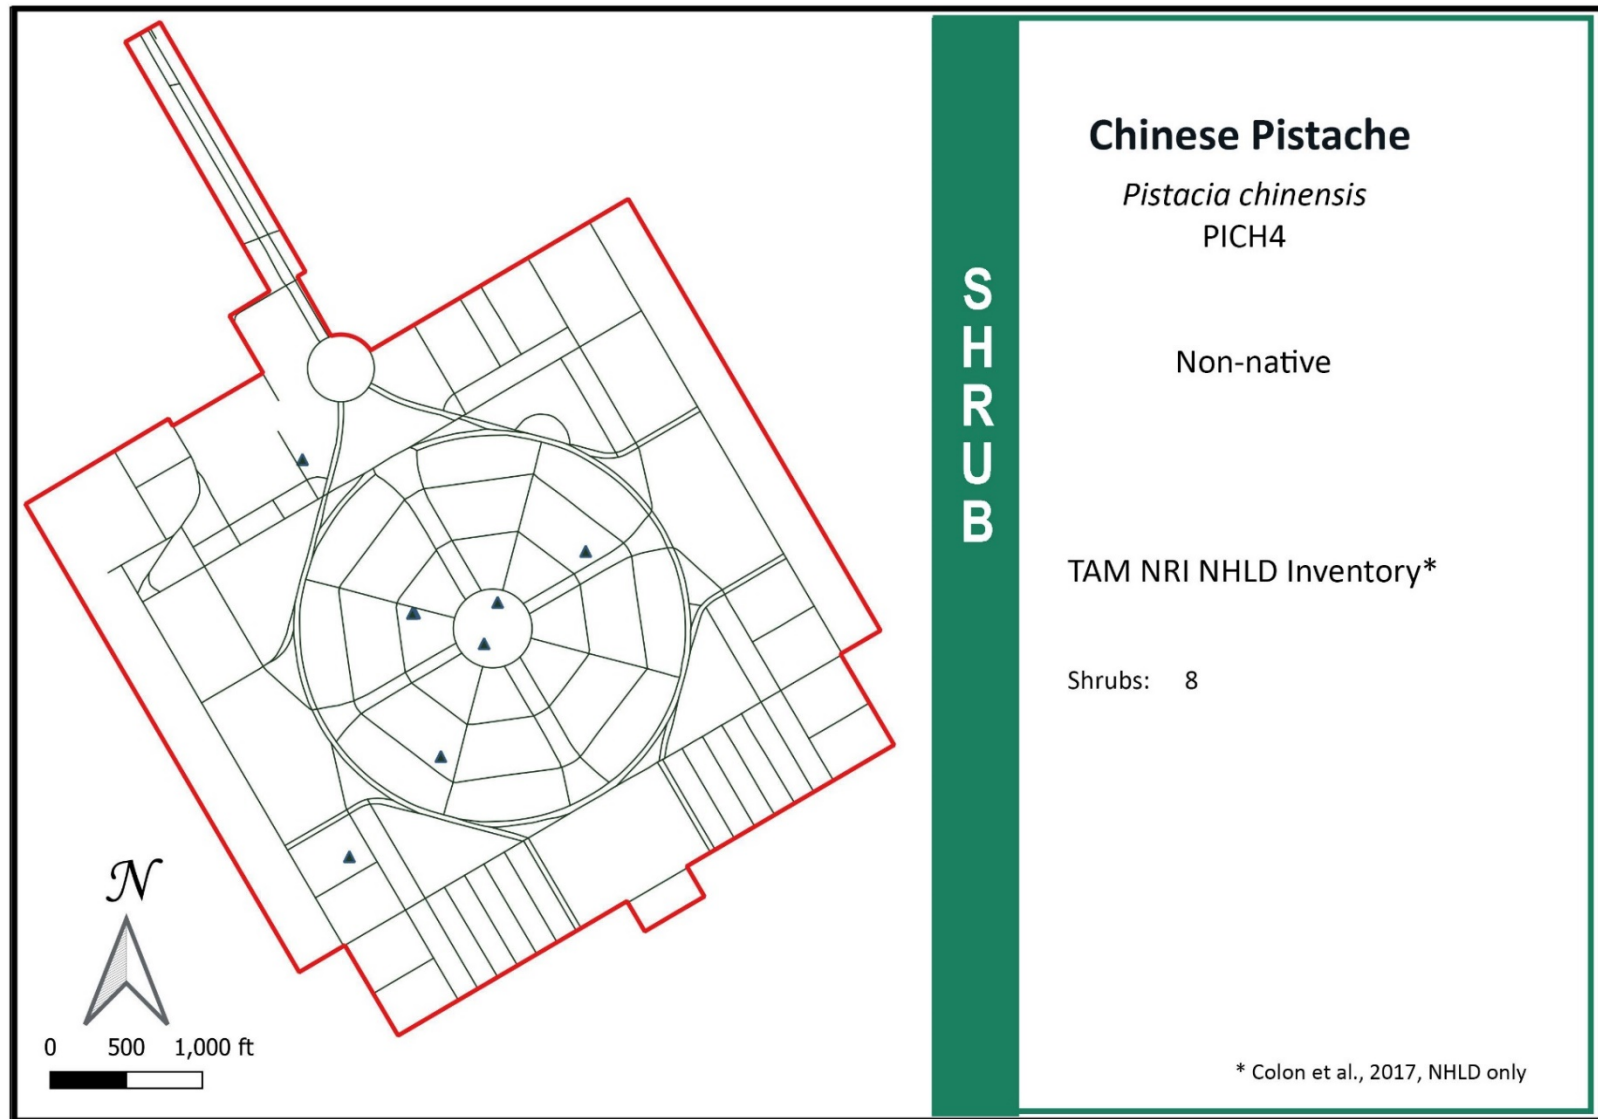 N
0 500 1,000 ft
SHRUB
Chinese Pistache
Pistacia chinensis
PICH4
Non-native
TAM NRI NHLD Inventory*
Shrubs: 8
* Colon et al., 2017, NHLD only